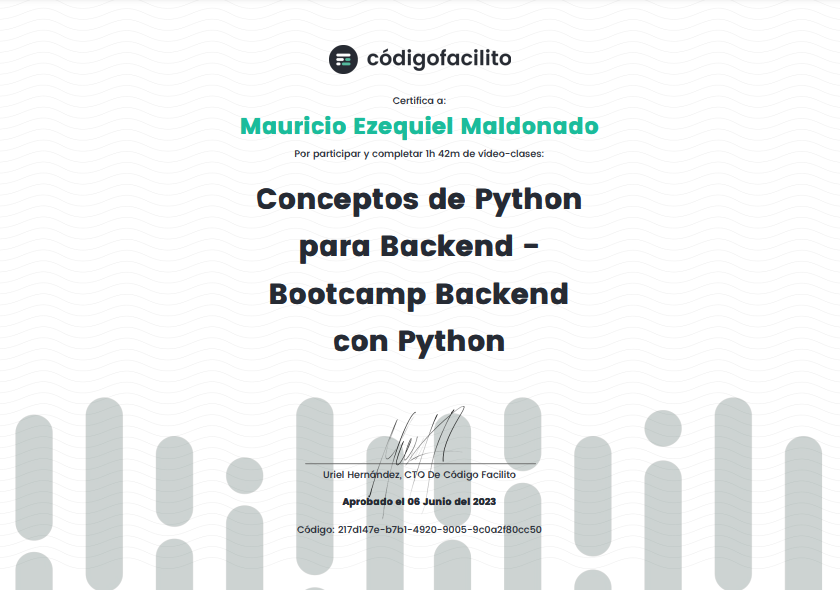 códigofacilito
Certifica a:
Mauricio Ezequiel Maldonado
Por participar y completar 1h 42m de video-clases:
Conceptos de Python
para Backend -
Bootcamp Backend
con Python
Uriel Hernández, CTO De Código Facilito
Aprobado el 06 Junio del 2023
Código: 217d147e-b7b1-4920-9005-9c0a2f80cc50